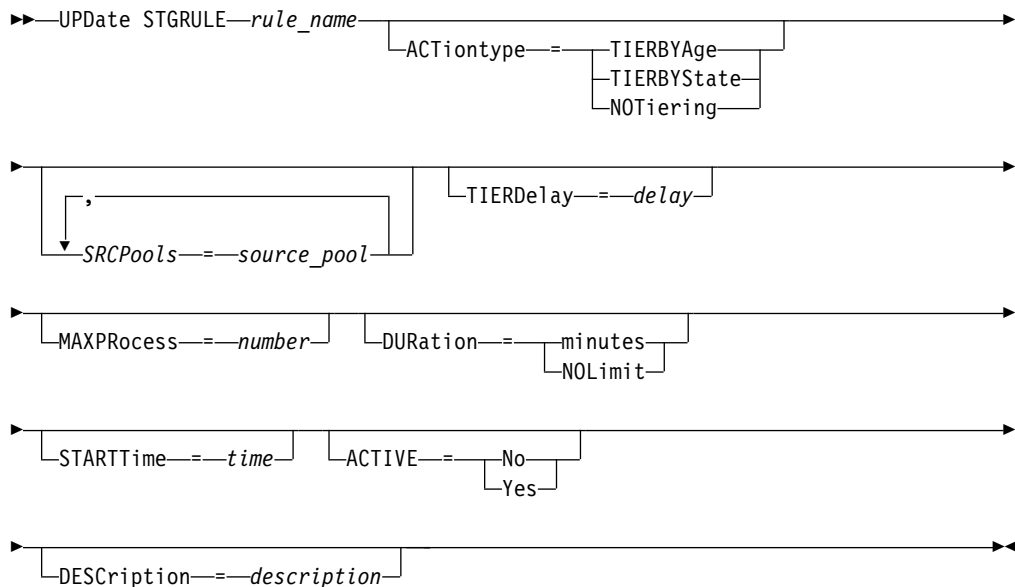 UPDate STGRULE rule_name
ACTiontype = TIERBYAge
TIERBYState
NOTiering
,
SRCPools = source_pool
TIERDelay = delay
MAXPRocess = number
DURation = minutes
NOLimit
STARTTime = time
ACTIVE = No
Yes
DESCription = description